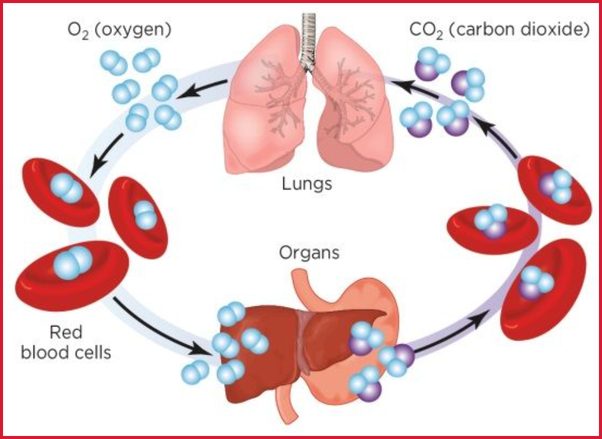 O₂ (oxygen)
CO₂ (carbon dioxide)
Lungs
Organs
Red
blood cells